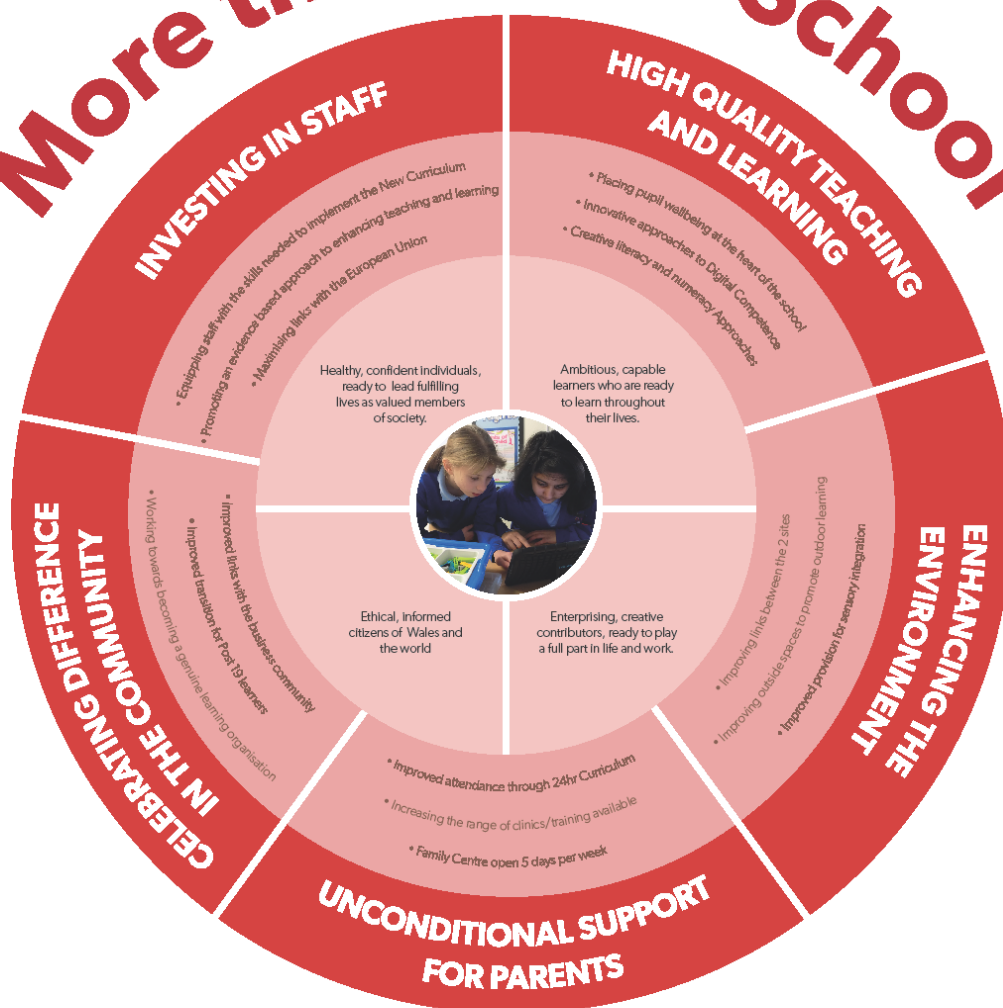 More th
School
INVESTING IN STAFF
• Equipping staff with the skills needed to implement the New Curriculum
• Promoting an evidence based approach to enhancing teaching and learning
• Maximising links with the European Union
HIGH QUALITY TEACHING
AND LEARNING
• Placing pupil wellbeing at the heart of the school
• Innovative approaches to Digital Competence
• Creative literacy and numeracy Approaches
Healthy, confident individuals,
ready to lead fulfilling
lives as valued members
of society.
Ambitious, capable
learners who are ready
to learn throughout
their lives.
Ethical, informed
citizens of Wales and
the world
Enterprising, creative
contributors, ready to play
a full part in life and work.
ENHANCING THE
ENVIRONMENT
• Improving links between the 2 sites
• Improving outside spaces to promote outdoor learning
• Improved provision for sensory integration
CELEBRATING DIFFERENCE
IN THE COMMUNITY
• improved links with the business community
• Improved transition for Post 19 learners
• Working towards becoming a genuine learning organisation
• Improved attendance through 24hr Curriculum
• Increasing the range of clinics/training available
• Family Centre open 5 days per week
UNCONDITIONAL SUPPORT
FOR PARENTS